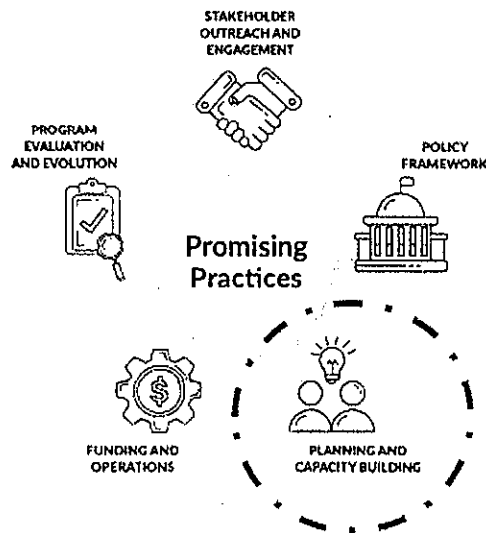 STAKEHOLDER
OUTREACH AND
ENGAGEMENT
PROGRAM
EVALUATION
AND EVOLUTION
POLICY
FRAMEWORK
Promising
Practices
$
FUNDING AND
OPERATIONS
PLANNING AND
CAPACITY BUILDING